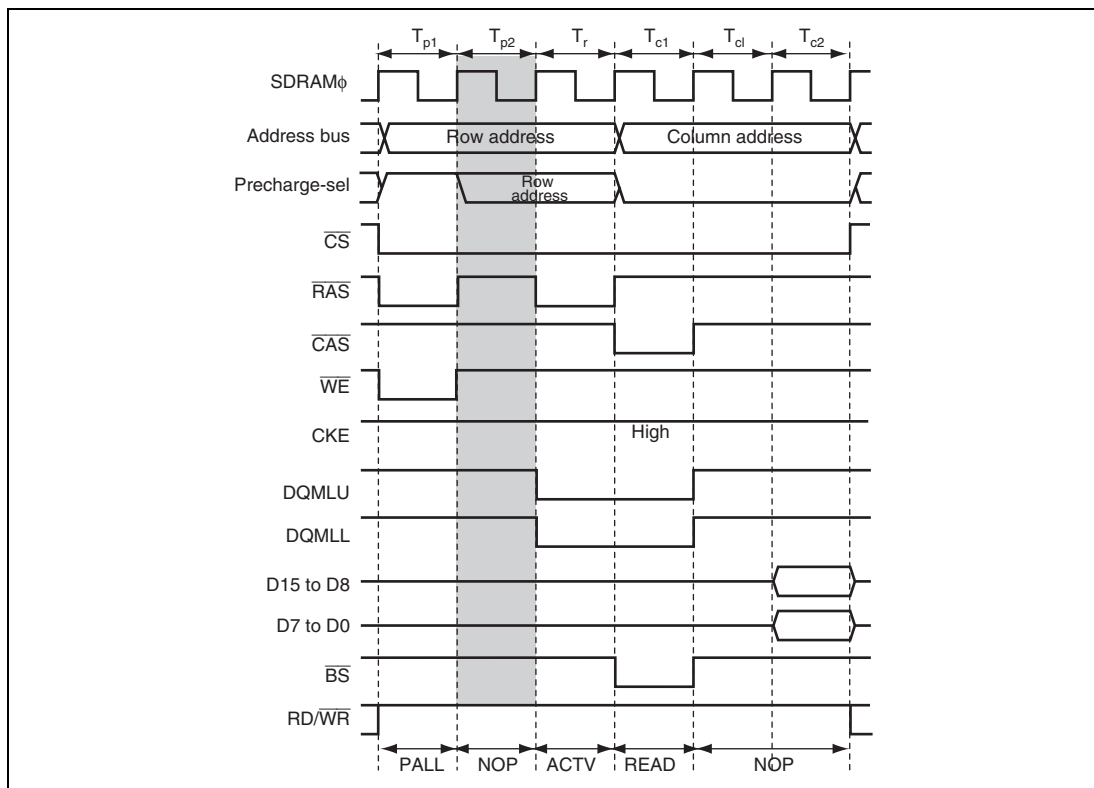 Tp1 Tp2 Tr Tc1 Tcl Tc2
SDRAMϕ
Address bus Row address Column address
Precharge-sel Row
address
CS
RAS
CAS
WE
CKE High
DQMLU
DQMLL
D15 to D8
D7 to D0
BS
RD/WR
PALL NOP ACTV READ NOP